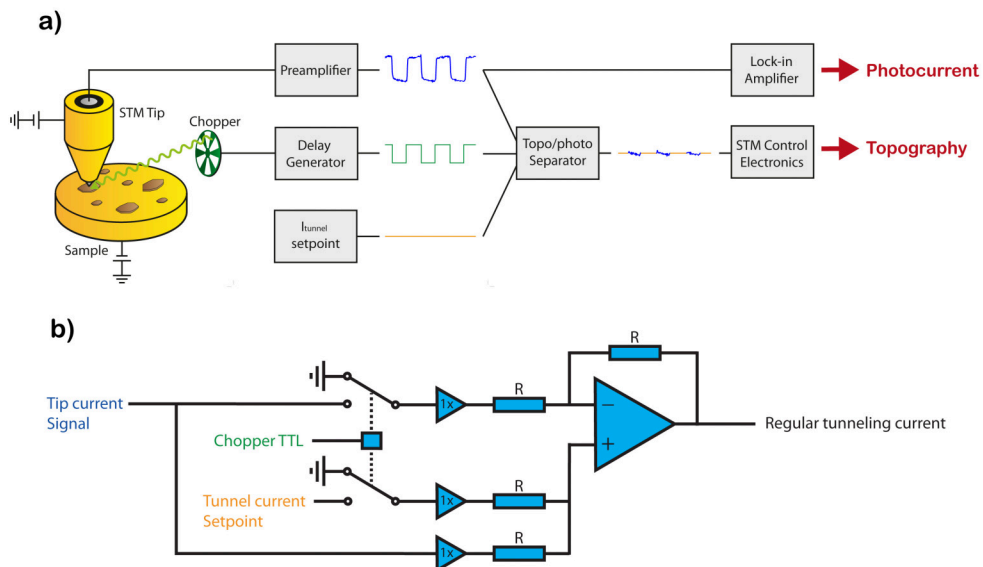 a)
Preamplifier
Lock-in
Amplifier
Photocurrent
STM Tip
Chopper
Delay
Generator
Topo/photo
Separator
STM Control
Electronics
Topography
Itunnel
setpoint
Sample
b)
R
Tip current
Signal
1x
R
−
Regular tunneling current
Chopper TTL
+
Tunnel current
Setpoint
1x
R
1x
R